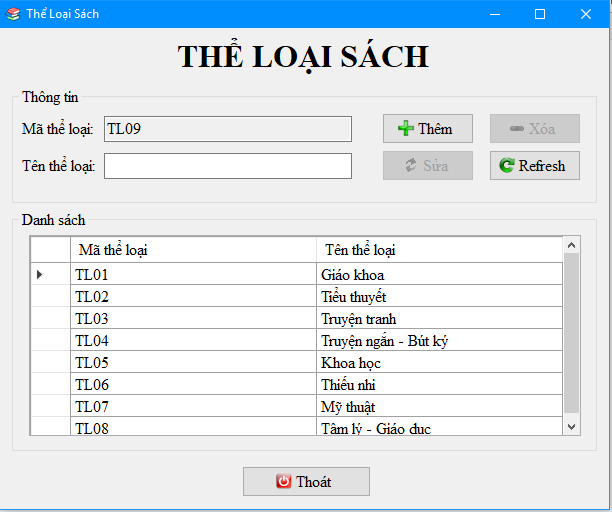 Thể Loại Sách
THỂ LOẠI SÁCH
Thông tin
Mã thể loại: TL09 Thêm Xóa
Tên thể loại: Sửa Refresh
Danh sách
Mã thể loại Tên thể loại
TL01 Giáo khoa
TL02 Tiểu thuyết
TL03 Truyện tranh
TL04 Truyện ngắn - Bút ký
TL05 Khoa học
TL06 Thiếu nhi
TL07 Mỹ thuật
TL08 Tâm lý - Giáo dục
Thoát